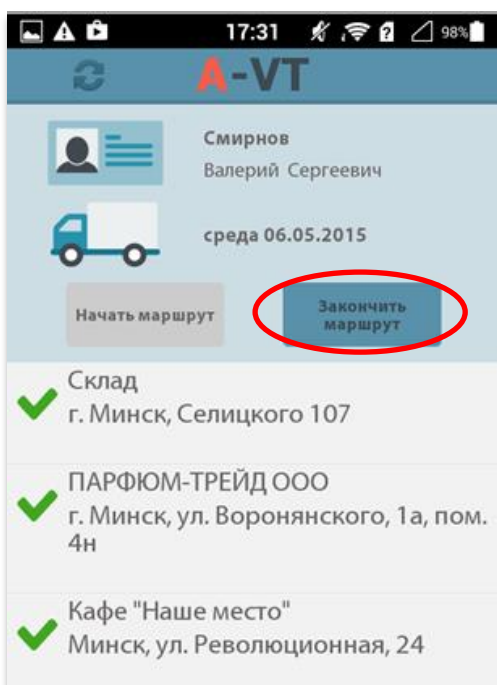 17:31 98%
A-VT
Смирнов
Валерий Сергеевич
среда 06.05.2015
Начать маршрут
Закончить
маршрут
Склад
г. Минск, Селицкого 107
ПАРФЮМ-ТРЕЙД ООО
г. Минск, ул. Воронянского, 1а, пом.
4н
Кафе "Наше место"
Минск, ул. Революционная, 24